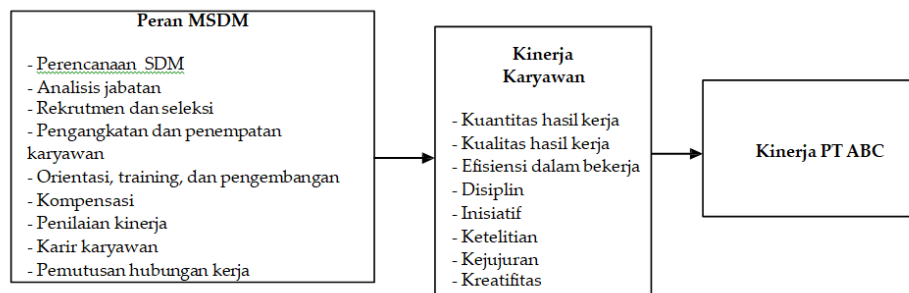 Peran MSDM
- Perencanaan SDM
- Analisis jabatan
- Rekrutmen dan seleksi
- Pengangkatan dan penempatan
karyawan
- Orientasi, training, dan pengembangan
- Kompensasi
- Penilaian kinerja
- Karir karyawan
- Pemutusan hubungan kerja
Kinerja
Karyawan
- Kuantitas hasil kerja
- Kualitas hasil kerja
- Efisiensi dalam bekerja
- Disiplin
- Inisiatif
- Ketelitian
- Kejujuran
- Kreatifitas
Kinerja PT ABC